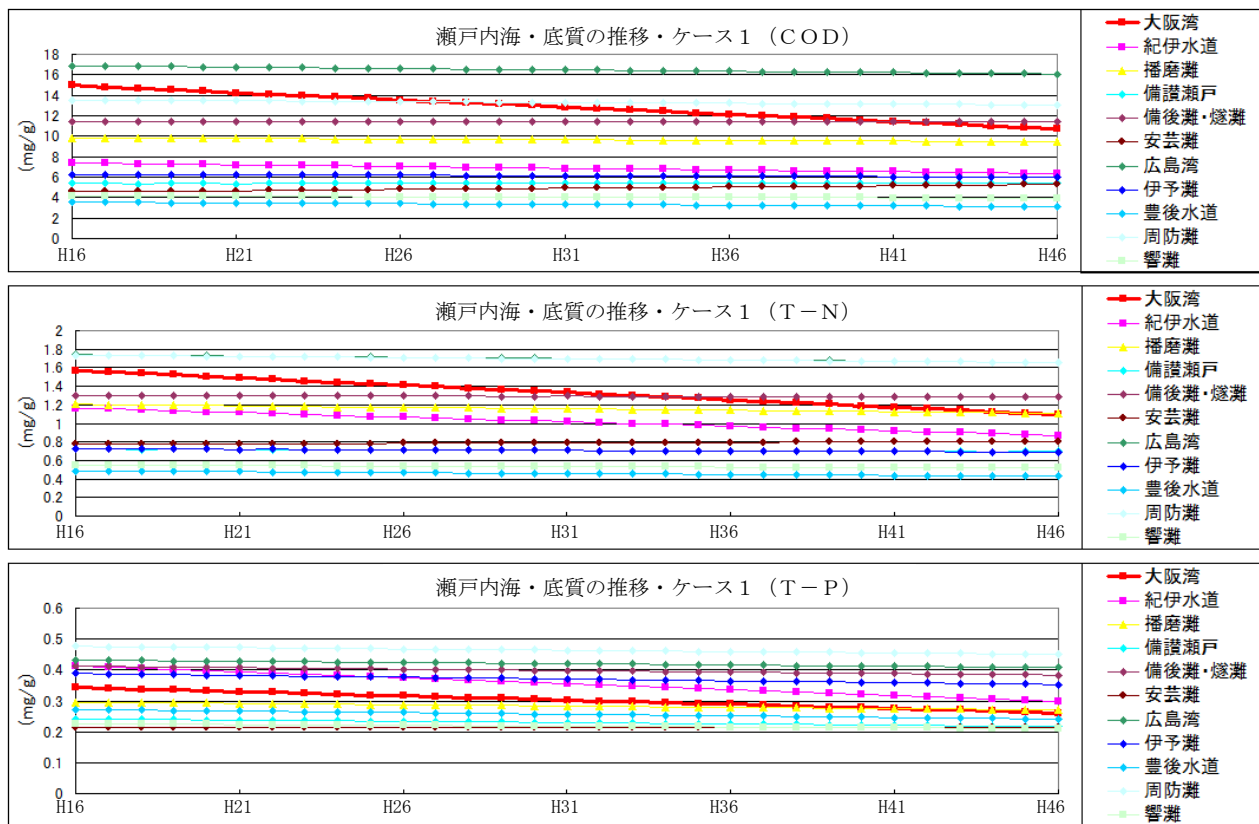 瀬戸内海・底質の推移・ケース1 (COD)
18
16
14
12
10
8
6
4
2
0
(mg/g)
H16 H21 H26 H31 H36 H41 H46
大阪湾
紀伊水道
播磨灘
備讃瀬戸
備後灘・燧灘
安芸灘
広島湾
伊予灘
豊後水道
周防灘
響灘
瀬戸内海・底質の推移・ケース1 (T-N)
2
1.8
1.6
1.4
1.2
1
0.8
0.6
0.4
0.2
0
(mg/g)
H16 H21 H26 H31 H36 H41 H46
大阪湾
紀伊水道
播磨灘
備讃瀬戸
備後灘・燧灘
安芸灘
広島湾
伊予灘
豊後水道
周防灘
響灘
瀬戸内海・底質の推移・ケース1 (T-P)
0.6
0.5
0.4
0.3
0.2
0.1
0
(mg/g)
H16 H21 H26 H31 H36 H41 H46
大阪湾
紀伊水道
播磨灘
備讃瀬戸
備後灘・燧灘
安芸灘
広島湾
伊予灘
豊後水道
周防灘
響灘